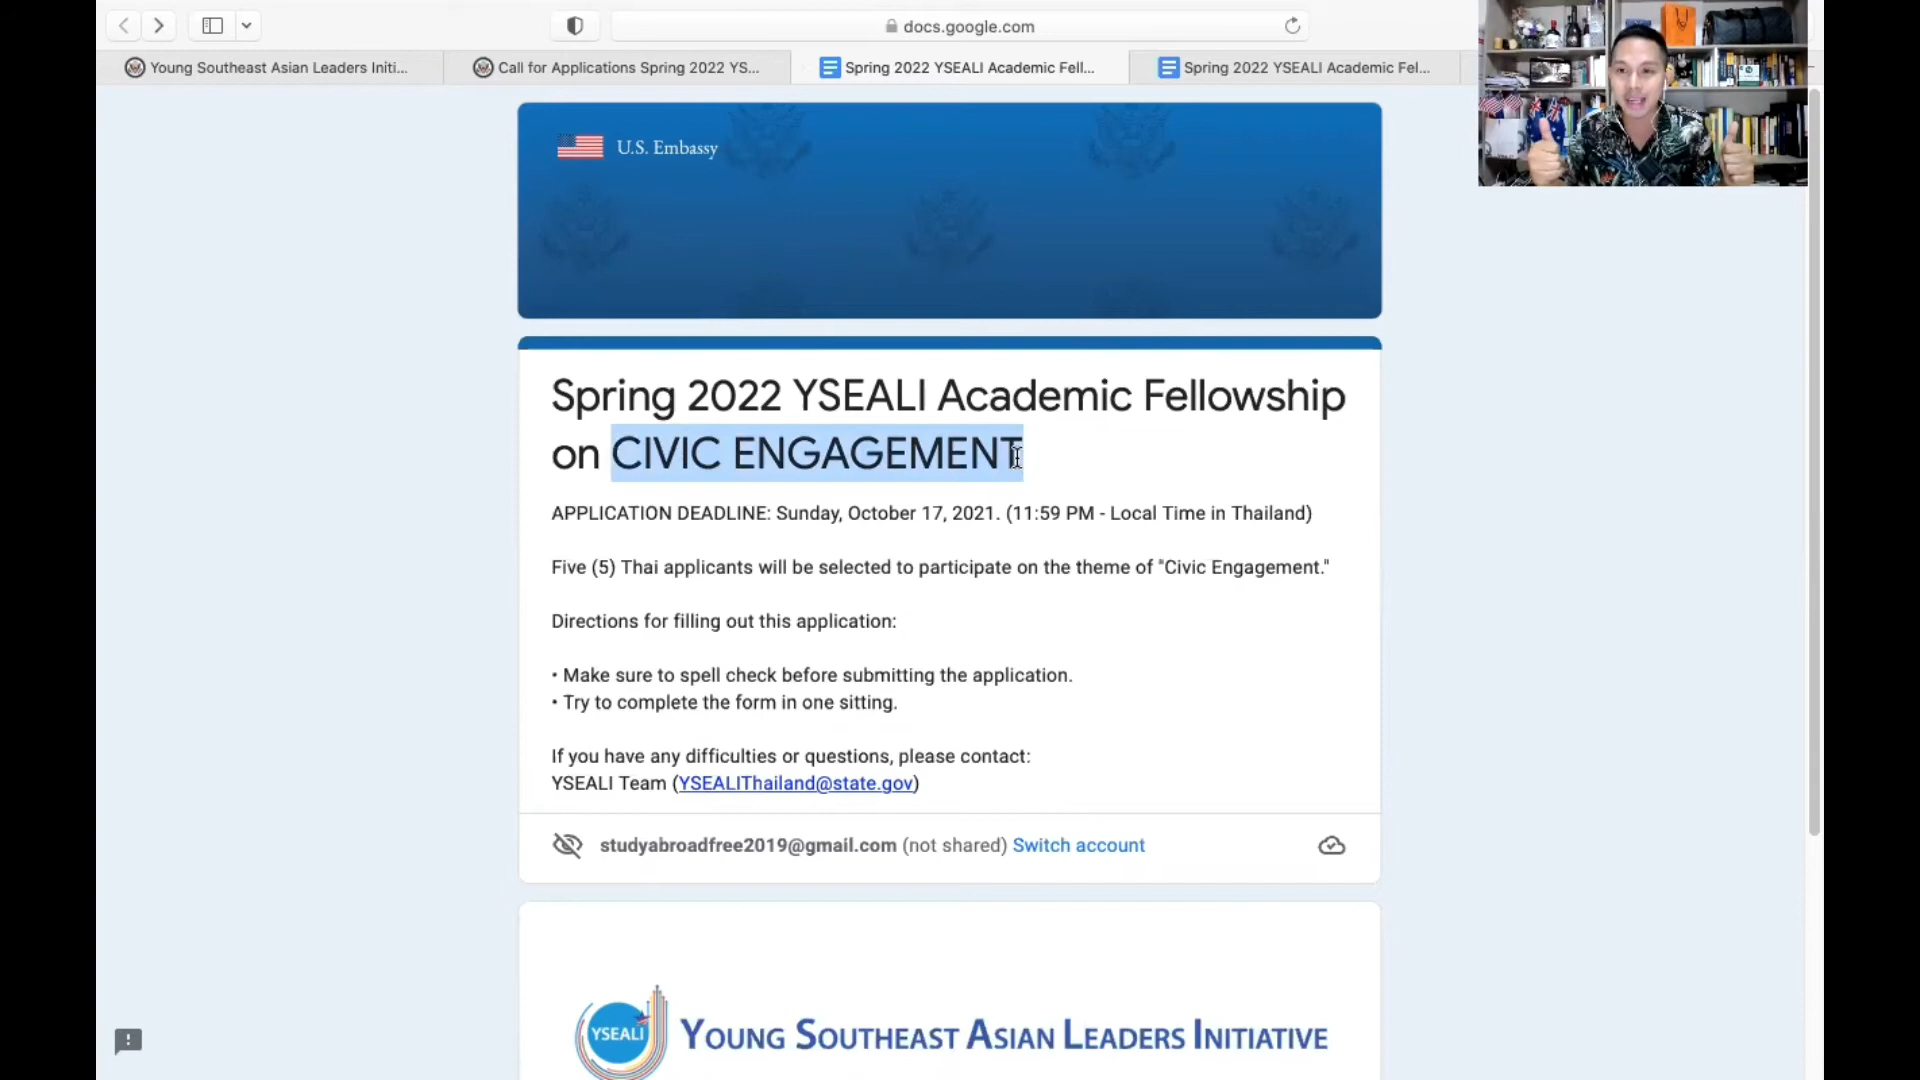 docs.google.com
Young Southeast Asian Leaders Initi...
Call for Applications Spring 2022 YS...
Spring 2022 YSEALI Academic Fell...
Spring 2022 YSEALI Academic Fel...
U.S. Embassy
Spring 2022 YSEALI Academic Fellowship
on CIVIC ENGAGEMENT
APPLICATION DEADLINE: Sunday, October 17, 2021. (11:59 PM - Local Time in Thailand)
Five (5) Thai applicants will be selected to participate on the theme of "Civic Engagement."
Directions for filling out this application:
• Make sure to spell check before submitting the application.
• Try to complete the form in one sitting.
If you have any difficulties or questions, please contact:
YSEALI Team (YSEALIThailand@state.gov)
studyabroadfree2019@gmail.com (not shared) Switch account
YSEALI
YOUNG SOUTHEAST ASIAN LEADERS INITIATIVE